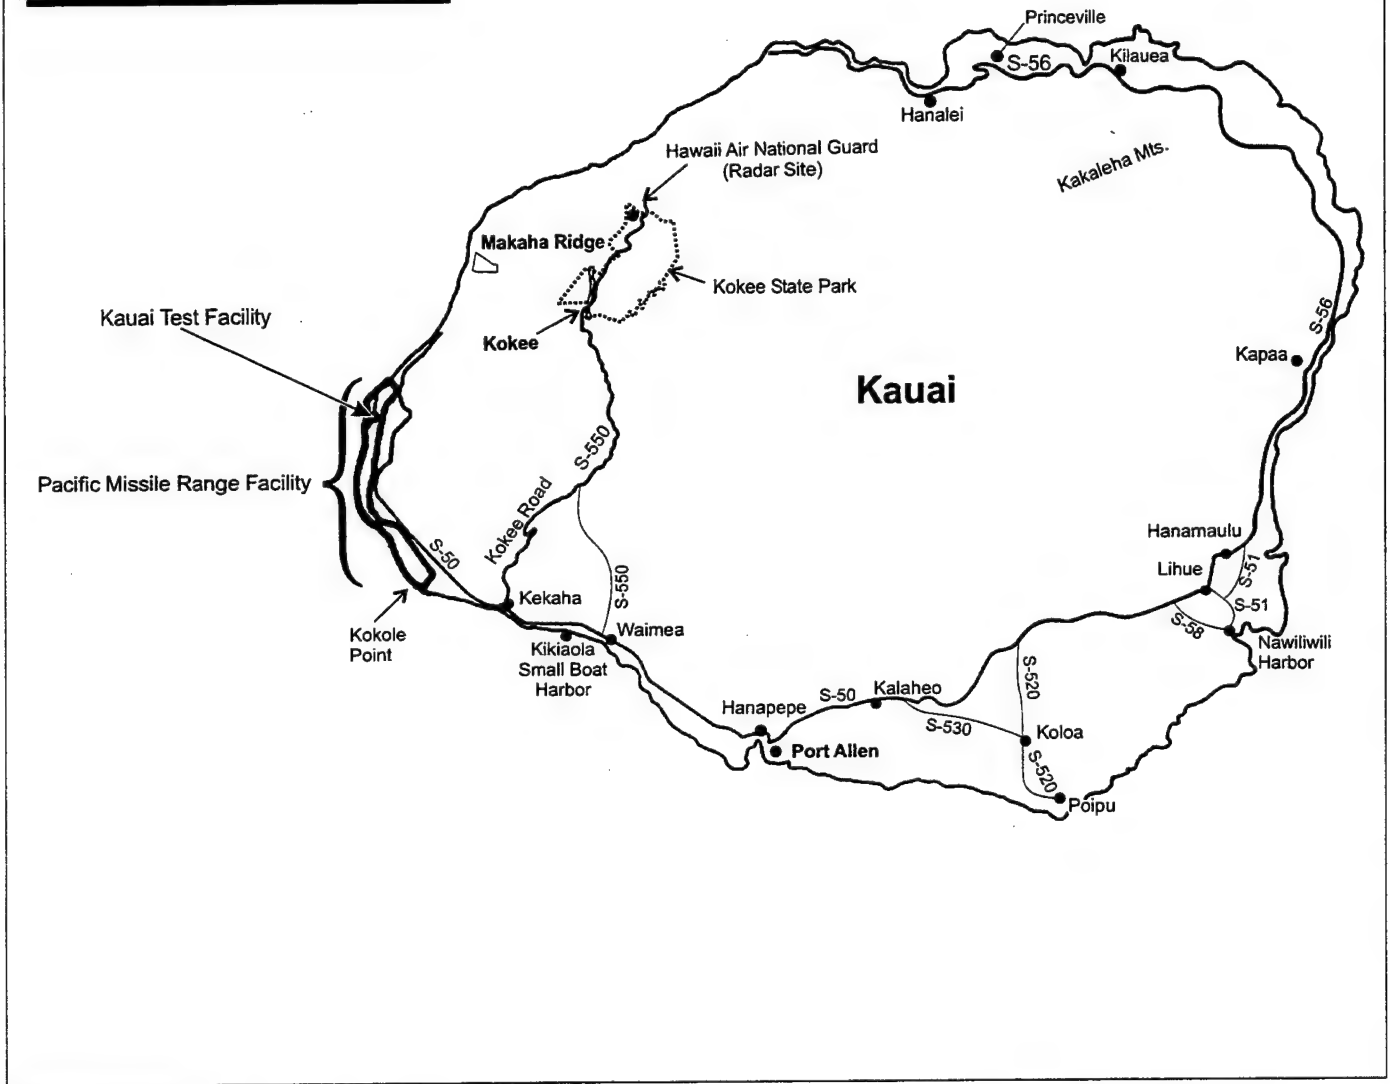 Princeville
S-56
Kilauea
Hanalei
Hawaii Air National Guard
(Radar Site)
Kakaleha Mts.
Makaha Ridge
Kokee State Park
Kauai Test Facility
Kokee
S-56
Kapaa
Kauai
S-550
Pacific Missile Range Facility
Kokee Road
S-50
Hanamaulu
Lihue
S-51
S-550
Kekaha
S-51
S-58
Kokole
Point
Waimea
Kikiaola
Small Boat
Harbor
Nawiliwili
Harbor
S-520
S-50
Kalaheo
Hanapepe
S-530
Koloa
Port Allen
S-520
Poipu